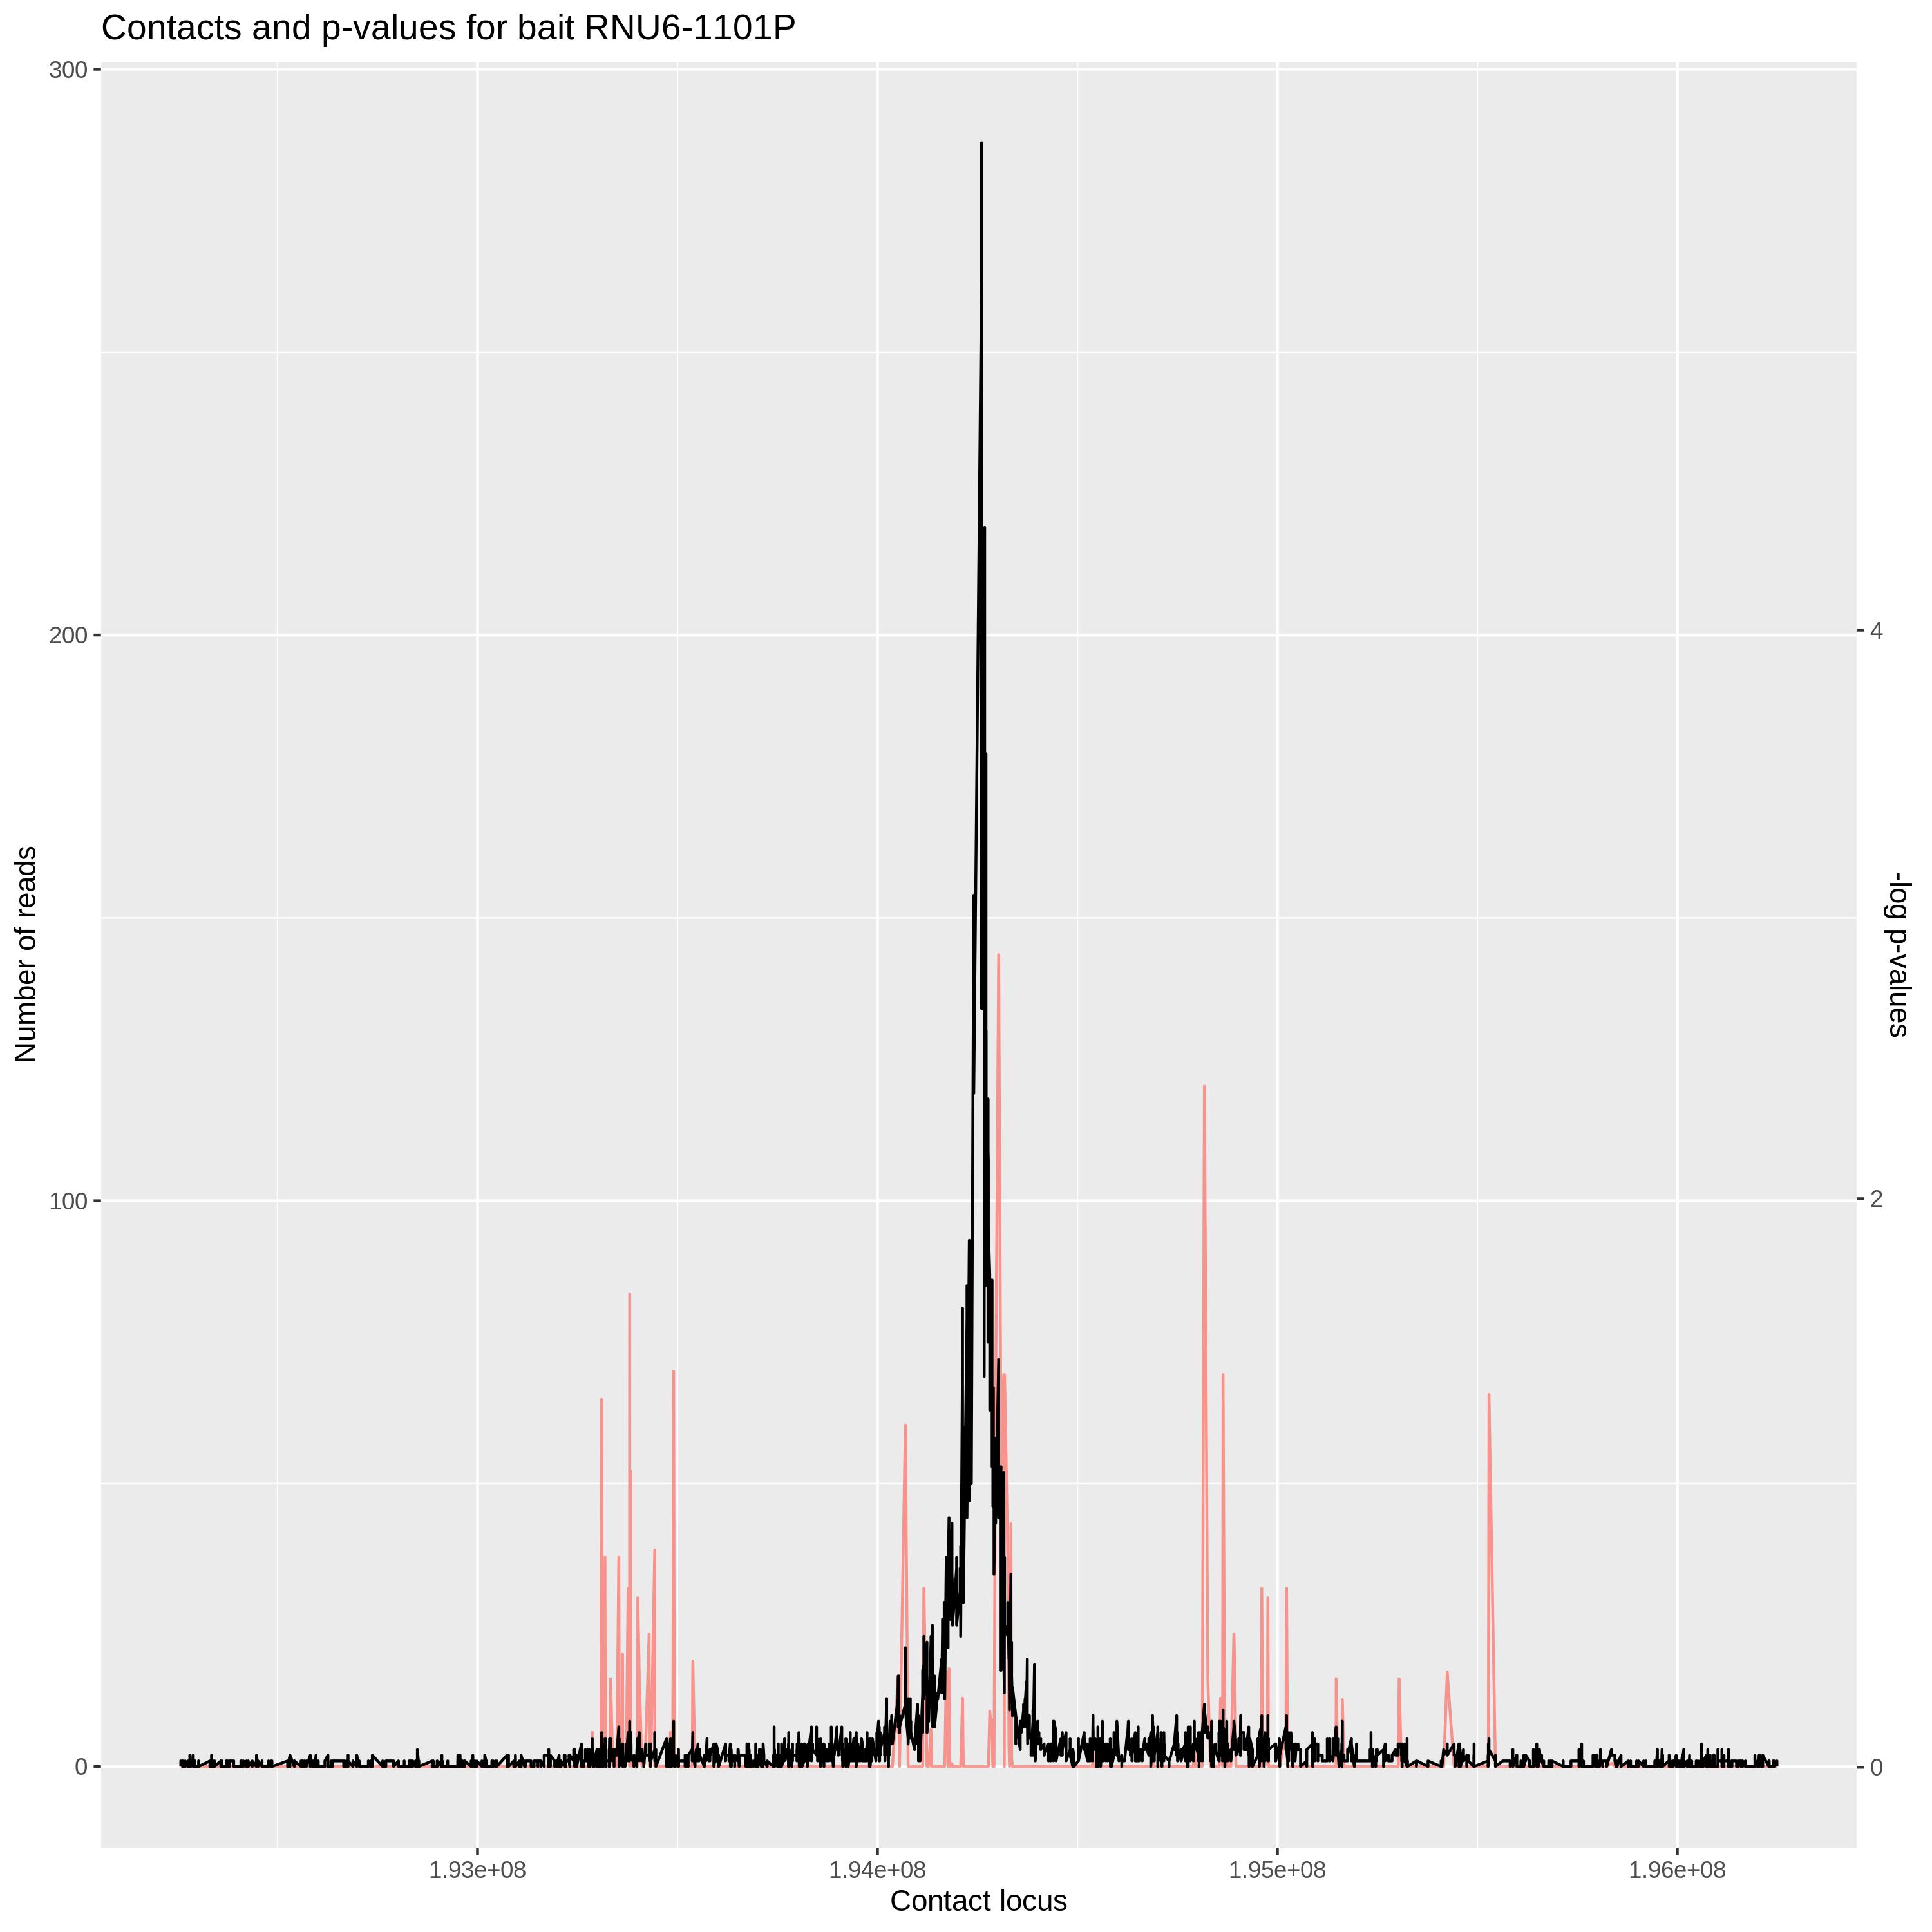 Contacts and p-values for bait RNU6-1101P
300
200
100
0
Number of reads
4
2
0
-log p-values
1.93e+08
1.94e+08
1.95e+08
1.96e+08
Contact locus